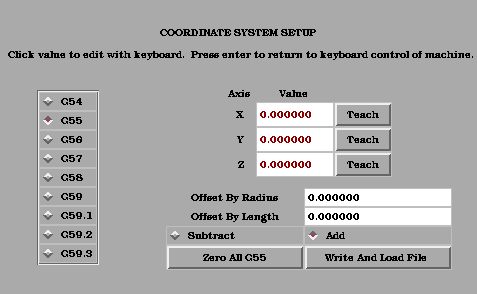 COORDINATE SYSTEM SETUP
Click value to edit with keyboard. Press enter to return to keyboard control of machine.
G54
G55
G56
G57
G58
G59
G59.1
G59.2
G59.3
Axis Value
X 0.000000 Teach
Y 0.000000 Teach
Z 0.000000 Teach
Offset By Radius 0.000000
Offset By Length 0.000000
Subtract Add
Zero All G55 Write And Load File